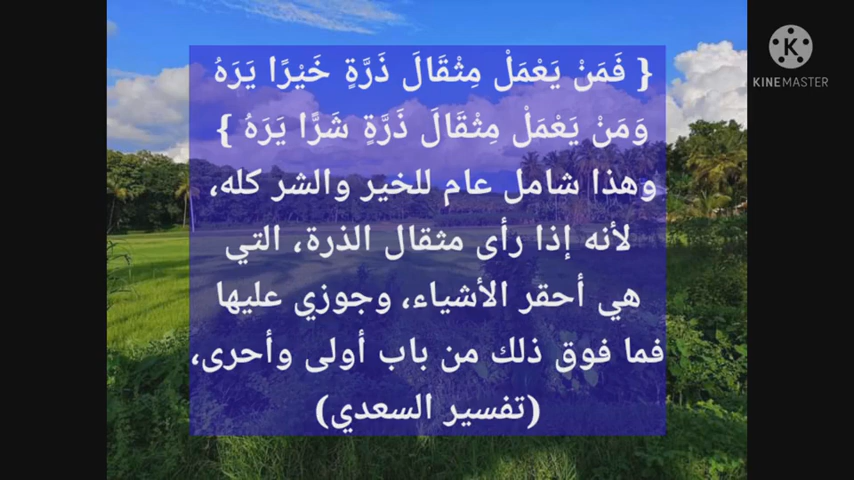 { فَمَنْ يَعْمَلْ مِثْقَالَ ذَرَّةٍ خَيْرًا يَرَهُ
وَمَنْ يَعْمَلْ مِثْقَالَ ذَرَّةٍ شَرًّا يَرَهُ }
وهذا شامل عام للخير والشر كله،
لأنه إذا رأى مثقال الذرة، التي
هي أحقر الأشياء، وجوزي عليها
فما فوق ذلك من باب أولى وأحرى،
(تفسير السعدي)
K
KINEMASTER